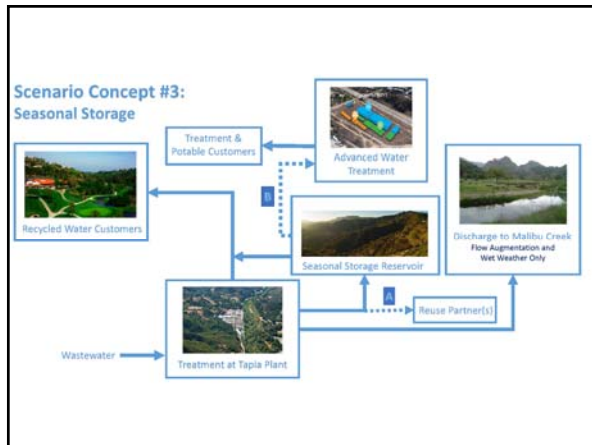 Scenario Concept #3:
Seasonal Storage
Treatment &
Potable Customers
Advanced Water
Treatment
B
Recycled Water Customers
Seasonal Storage Reservoir
Discharge to Malibu Creek
Flow Augmentation and
Wet Weather Only
A
Reuse Partner(s)
Wastewater
Treatment at Tapia Plant